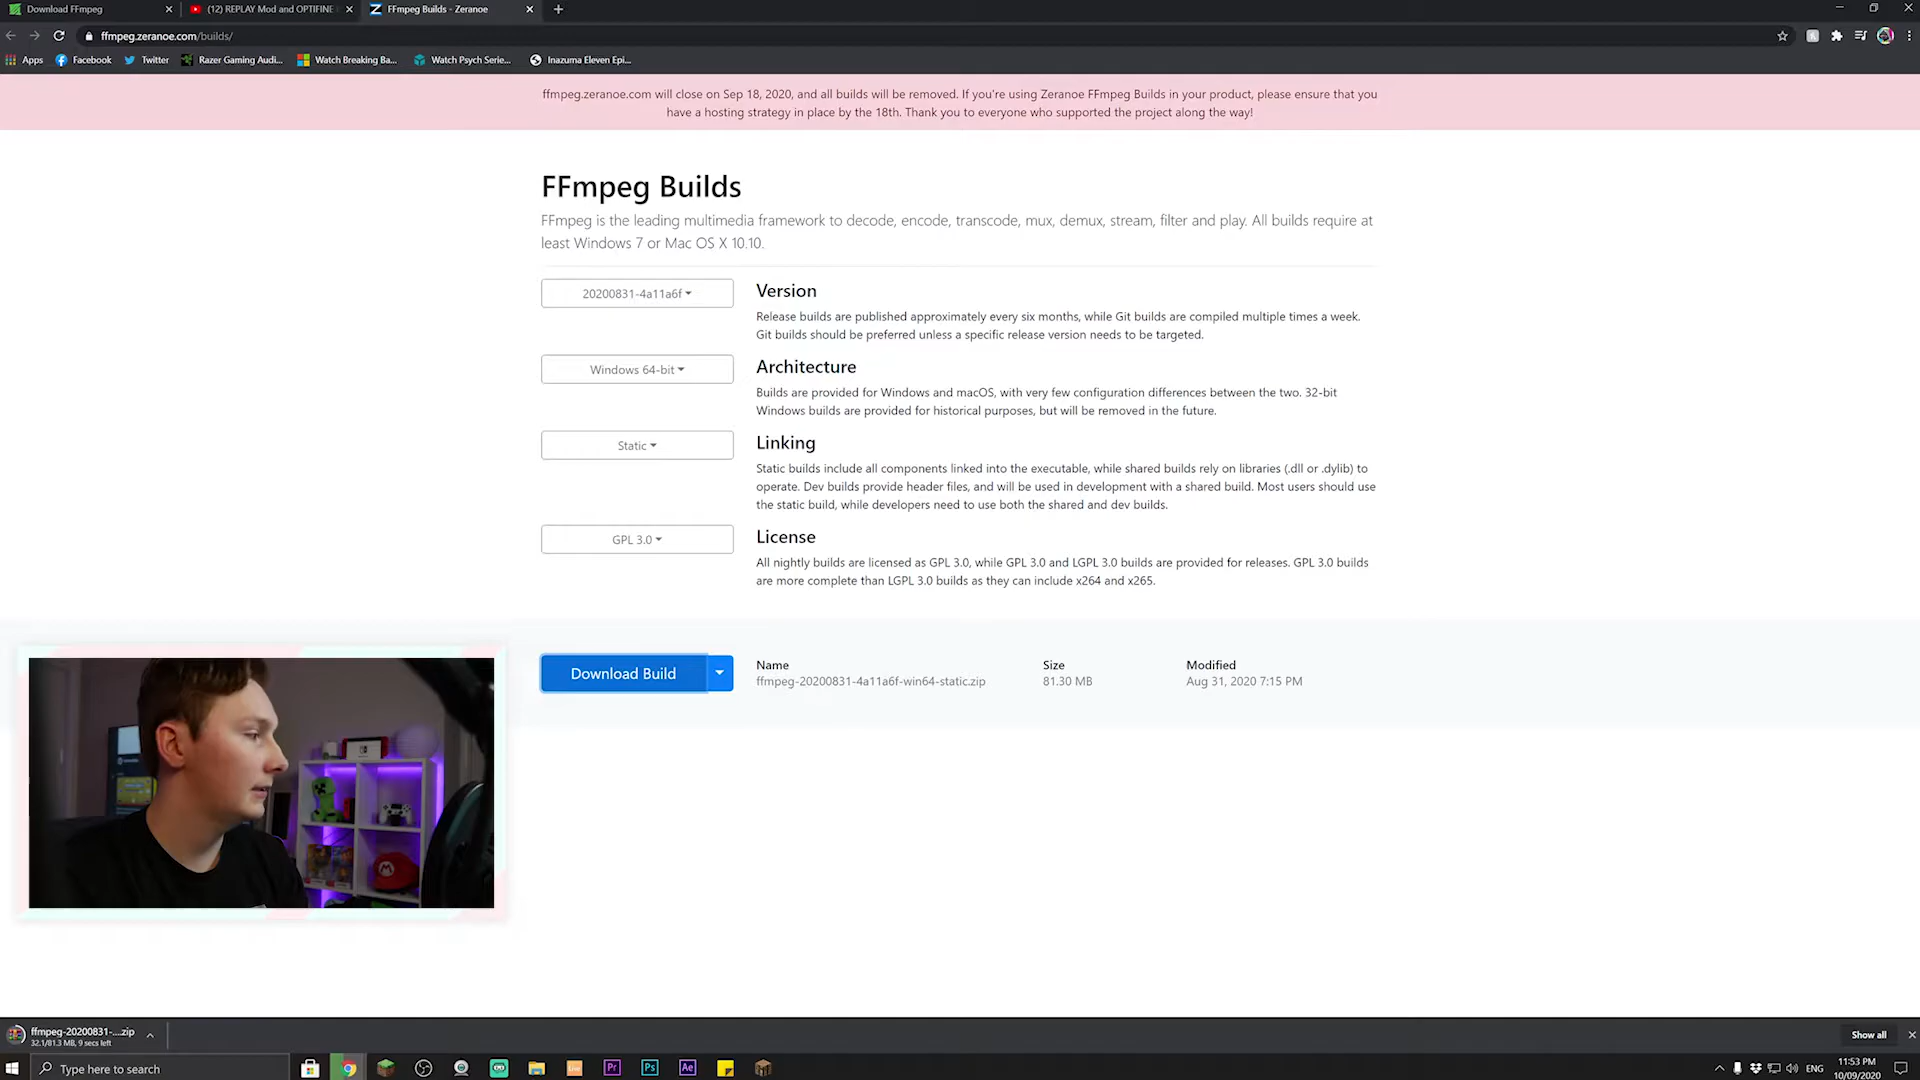 Download FFmpeg
(12) REPLAY Mod and OPTIFINE
FFmpeg Builds - Zeranoe
ffmpeg.zeranoe.com/builds/
Apps
Facebook
Twitter
Razer Gaming Audi...
Watch Breaking Ba...
Watch Psych Serie...
Inazuma Eleven Epi...
ffmpeg.zeranoe.com will close on Sep 18, 2020, and all builds will be removed. If you're using Zeranoe FFmpeg Builds in your product, please ensure that you
have a hosting strategy in place by the 18th. Thank you to everyone who supported the project along the way!
FFmpeg Builds
FFmpeg is the leading multimedia framework to decode, encode, transcode, mux, demux, stream, filter and play. All builds require at
least Windows 7 or Mac OS X 10.10.
20200831-4a11a6f
Version
Release builds are published approximately every six months, while Git builds are compiled multiple times a week.
Git builds should be preferred unless a specific release version needs to be targeted.
Windows 64-bit
Architecture
Builds are provided for Windows and macOS, with very few configuration differences between the two. 32-bit
Windows builds are provided for historical purposes, but will be removed in the future.
Static
Linking
Static builds include all components linked into the executable, while shared builds rely on libraries (.dll or .dylib) to
operate. Dev builds provide header files, and will be used in development with a shared build. Most users should use
the static build, while developers need to use both the shared and dev builds.
GPL 3.0
License
All nightly builds are licensed as GPL 3.0, while GPL 3.0 and LGPL 3.0 builds are provided for releases. GPL 3.0 builds
are more complete than LGPL 3.0 builds as they can include x264 and x265.
Download Build
Name
ffmpeg-20200831-4a11a6f-win64-static.zip
Size
81.30 MB
Modified
Aug 31, 2020 7:15 PM
ffmpeg-20200831-....zip
32.1/81.3 MB, 9 secs left
Show all
Type here to search
Pr
Ps
Ae
ENG
11:53 PM
10/09/2020